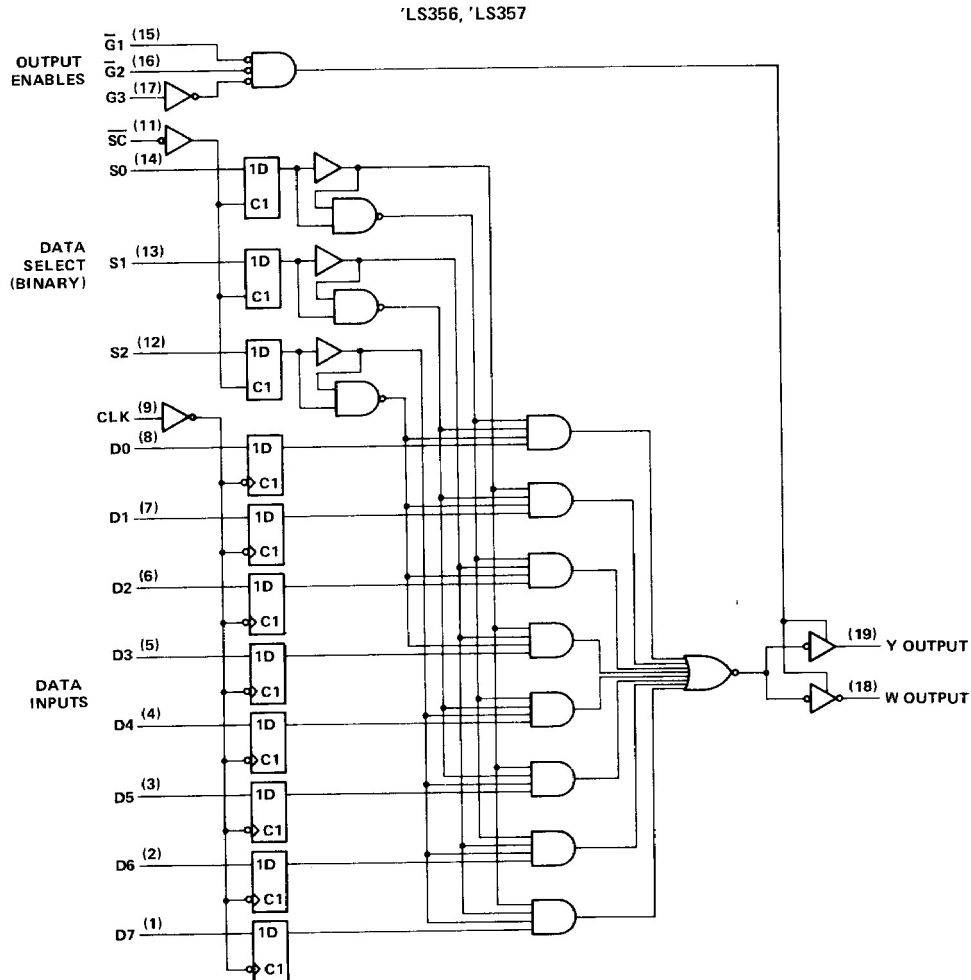 'LS356, 'LS357
OUTPUT
ENABLES
G̅1 (15)
G̅2 (16)
G3 (17)
S̅C̅ (11)
S0 (14)
1D
C1
DATA
SELECT
(BINARY)
S1 (13)
1D
C1
S2 (12)
1D
C1
CLK (9)
D0 (8)
1D
C1
D1 (7)
1D
C1
D2 (6)
1D
C1
D3 (5)
1D
C1
DATA
INPUTS
D4 (4)
1D
C1
D5 (3)
1D
C1
D6 (2)
1D
C1
D7 (1)
1D
C1
(19) Y OUTPUT
(18) W OUTPUT